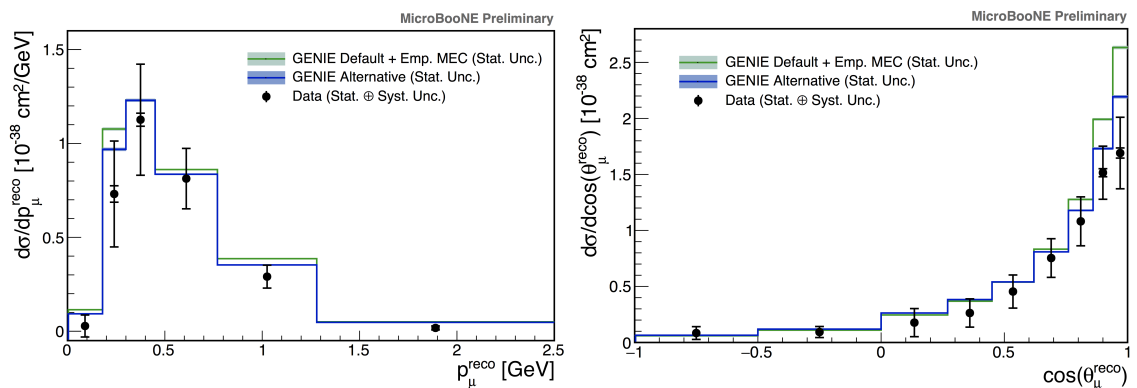 MicroBooNE Preliminary
dσ/dp_μ^reco [10^-38 cm^2/GeV]
1.5
1
0.5
0
GENIE Default + Emp. MEC (Stat. Unc.)
GENIE Alternative (Stat. Unc.)
Data (Stat. ⊕ Syst. Unc.)
0 0.5 1 1.5 2 2.5
p_μ^reco [GeV]
MicroBooNE Preliminary
dσ/dcos(θ_μ^reco) [10^-38 cm^2]
2.5
2
1.5
1
0.5
0
GENIE Default + Emp. MEC (Stat. Unc.)
GENIE Alternative (Stat. Unc.)
Data (Stat. ⊕ Syst. Unc.)
−1 −0.5 0 0.5 1
cos(θ_μ^reco)